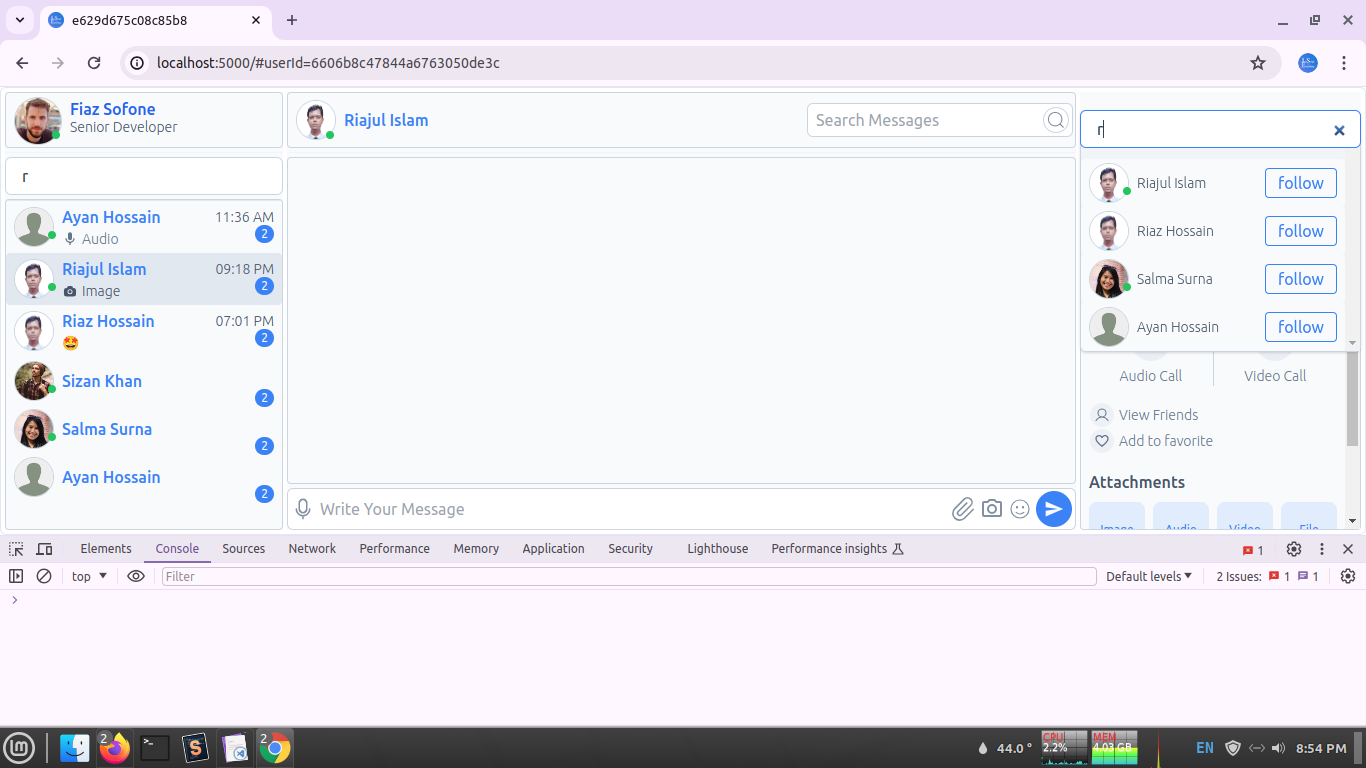 e629d675c08c85b8
localhost:5000/#userId=6606b8c47844a6763050de3c
Fiaz Sofone
Senior Developer
r
Ayan Hossain 11:36 AM
Audio 2
Riajul Islam 09:18 PM
Image 2
Riaz Hossain 07:01 PM
🤩 2
Sizan Khan
2
Salma Surna
2
Ayan Hossain
2
Riajul Islam
Search Messages
Write Your Message
r
Riajul Islam follow
Riaz Hossain follow
Salma Surna follow
Ayan Hossain follow
Audio Call Video Call
View Friends
Add to favorite
Attachments
Image Audio Video File
Elements Console Sources Network Performance Memory Application Security Lighthouse Performance insights 1
top Filter Default levels 2 Issues: 1 1
2 2 44.0 ° CPU 2.2% MEM 4.03 GB EN 8:54 PM